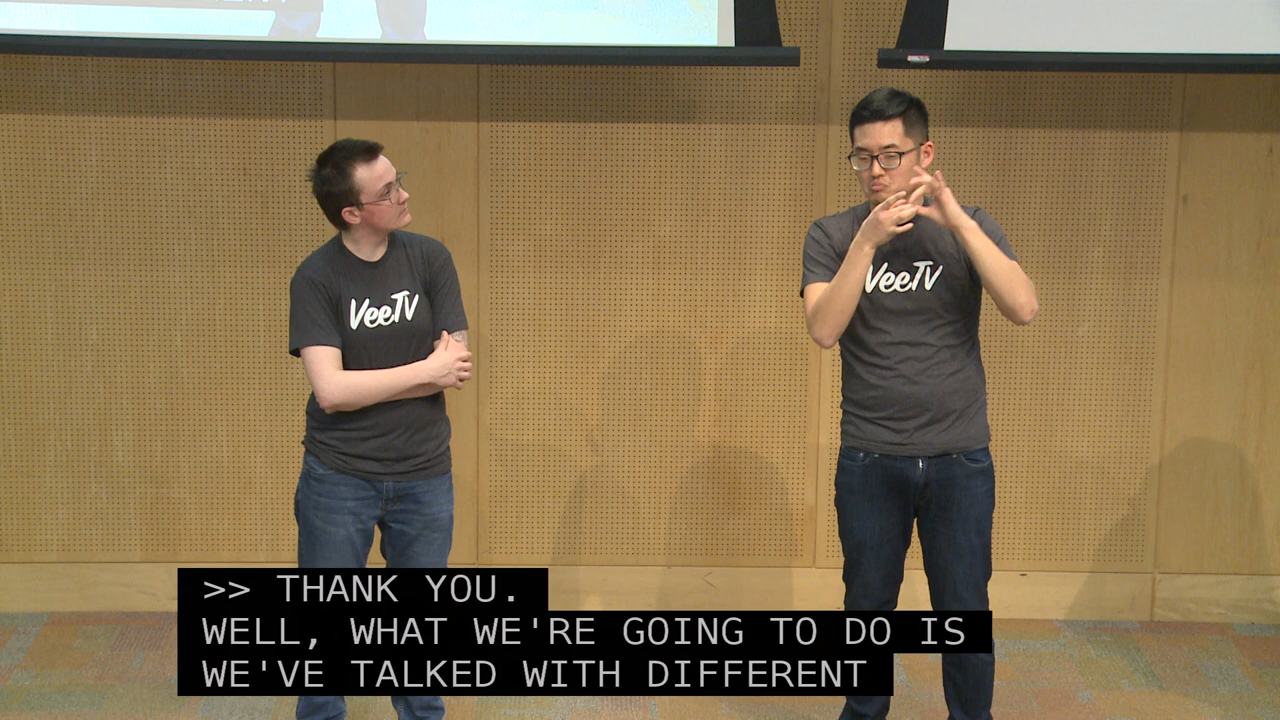 VeeTV
VeeTV
>> THANK YOU.
WELL, WHAT WE'RE GOING TO DO IS
WE'VE TALKED WITH DIFFERENT